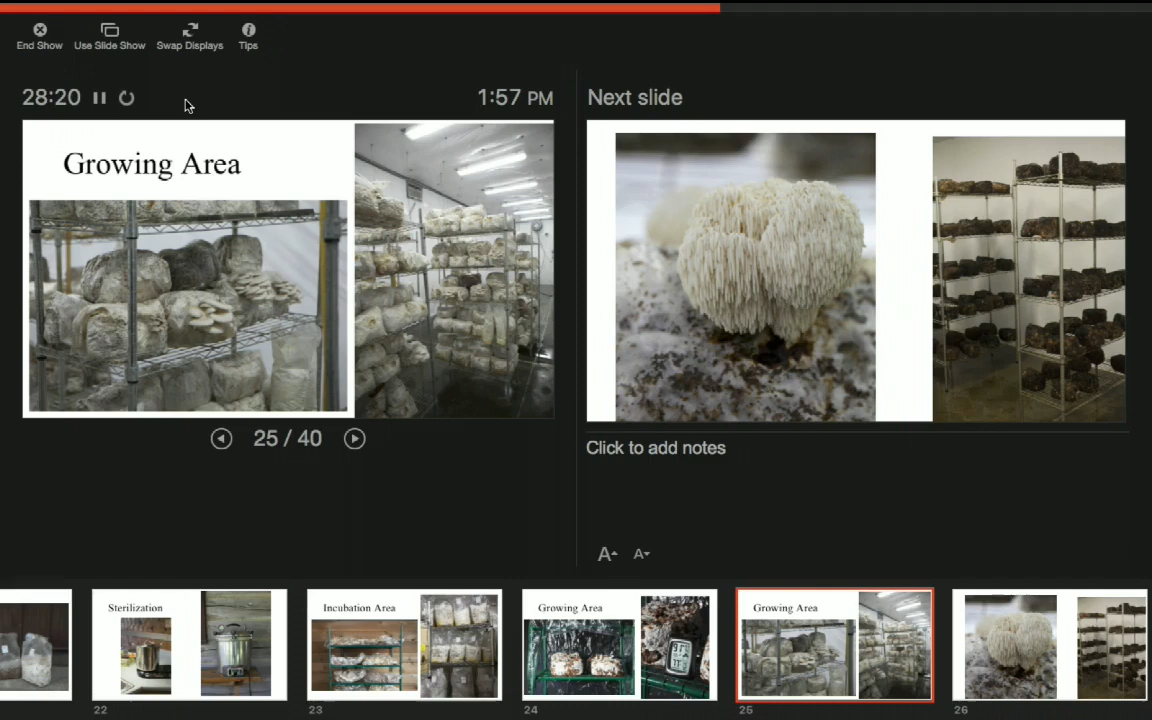 End Show
Use Slide Show
Swap Displays
Tips
28:20
1:57 PM
Next slide
Growing Area
25 / 40
Click to add notes
A
A
Sterilization
Incubation Area
Growing Area
Growing Area
22
23
24
25
26